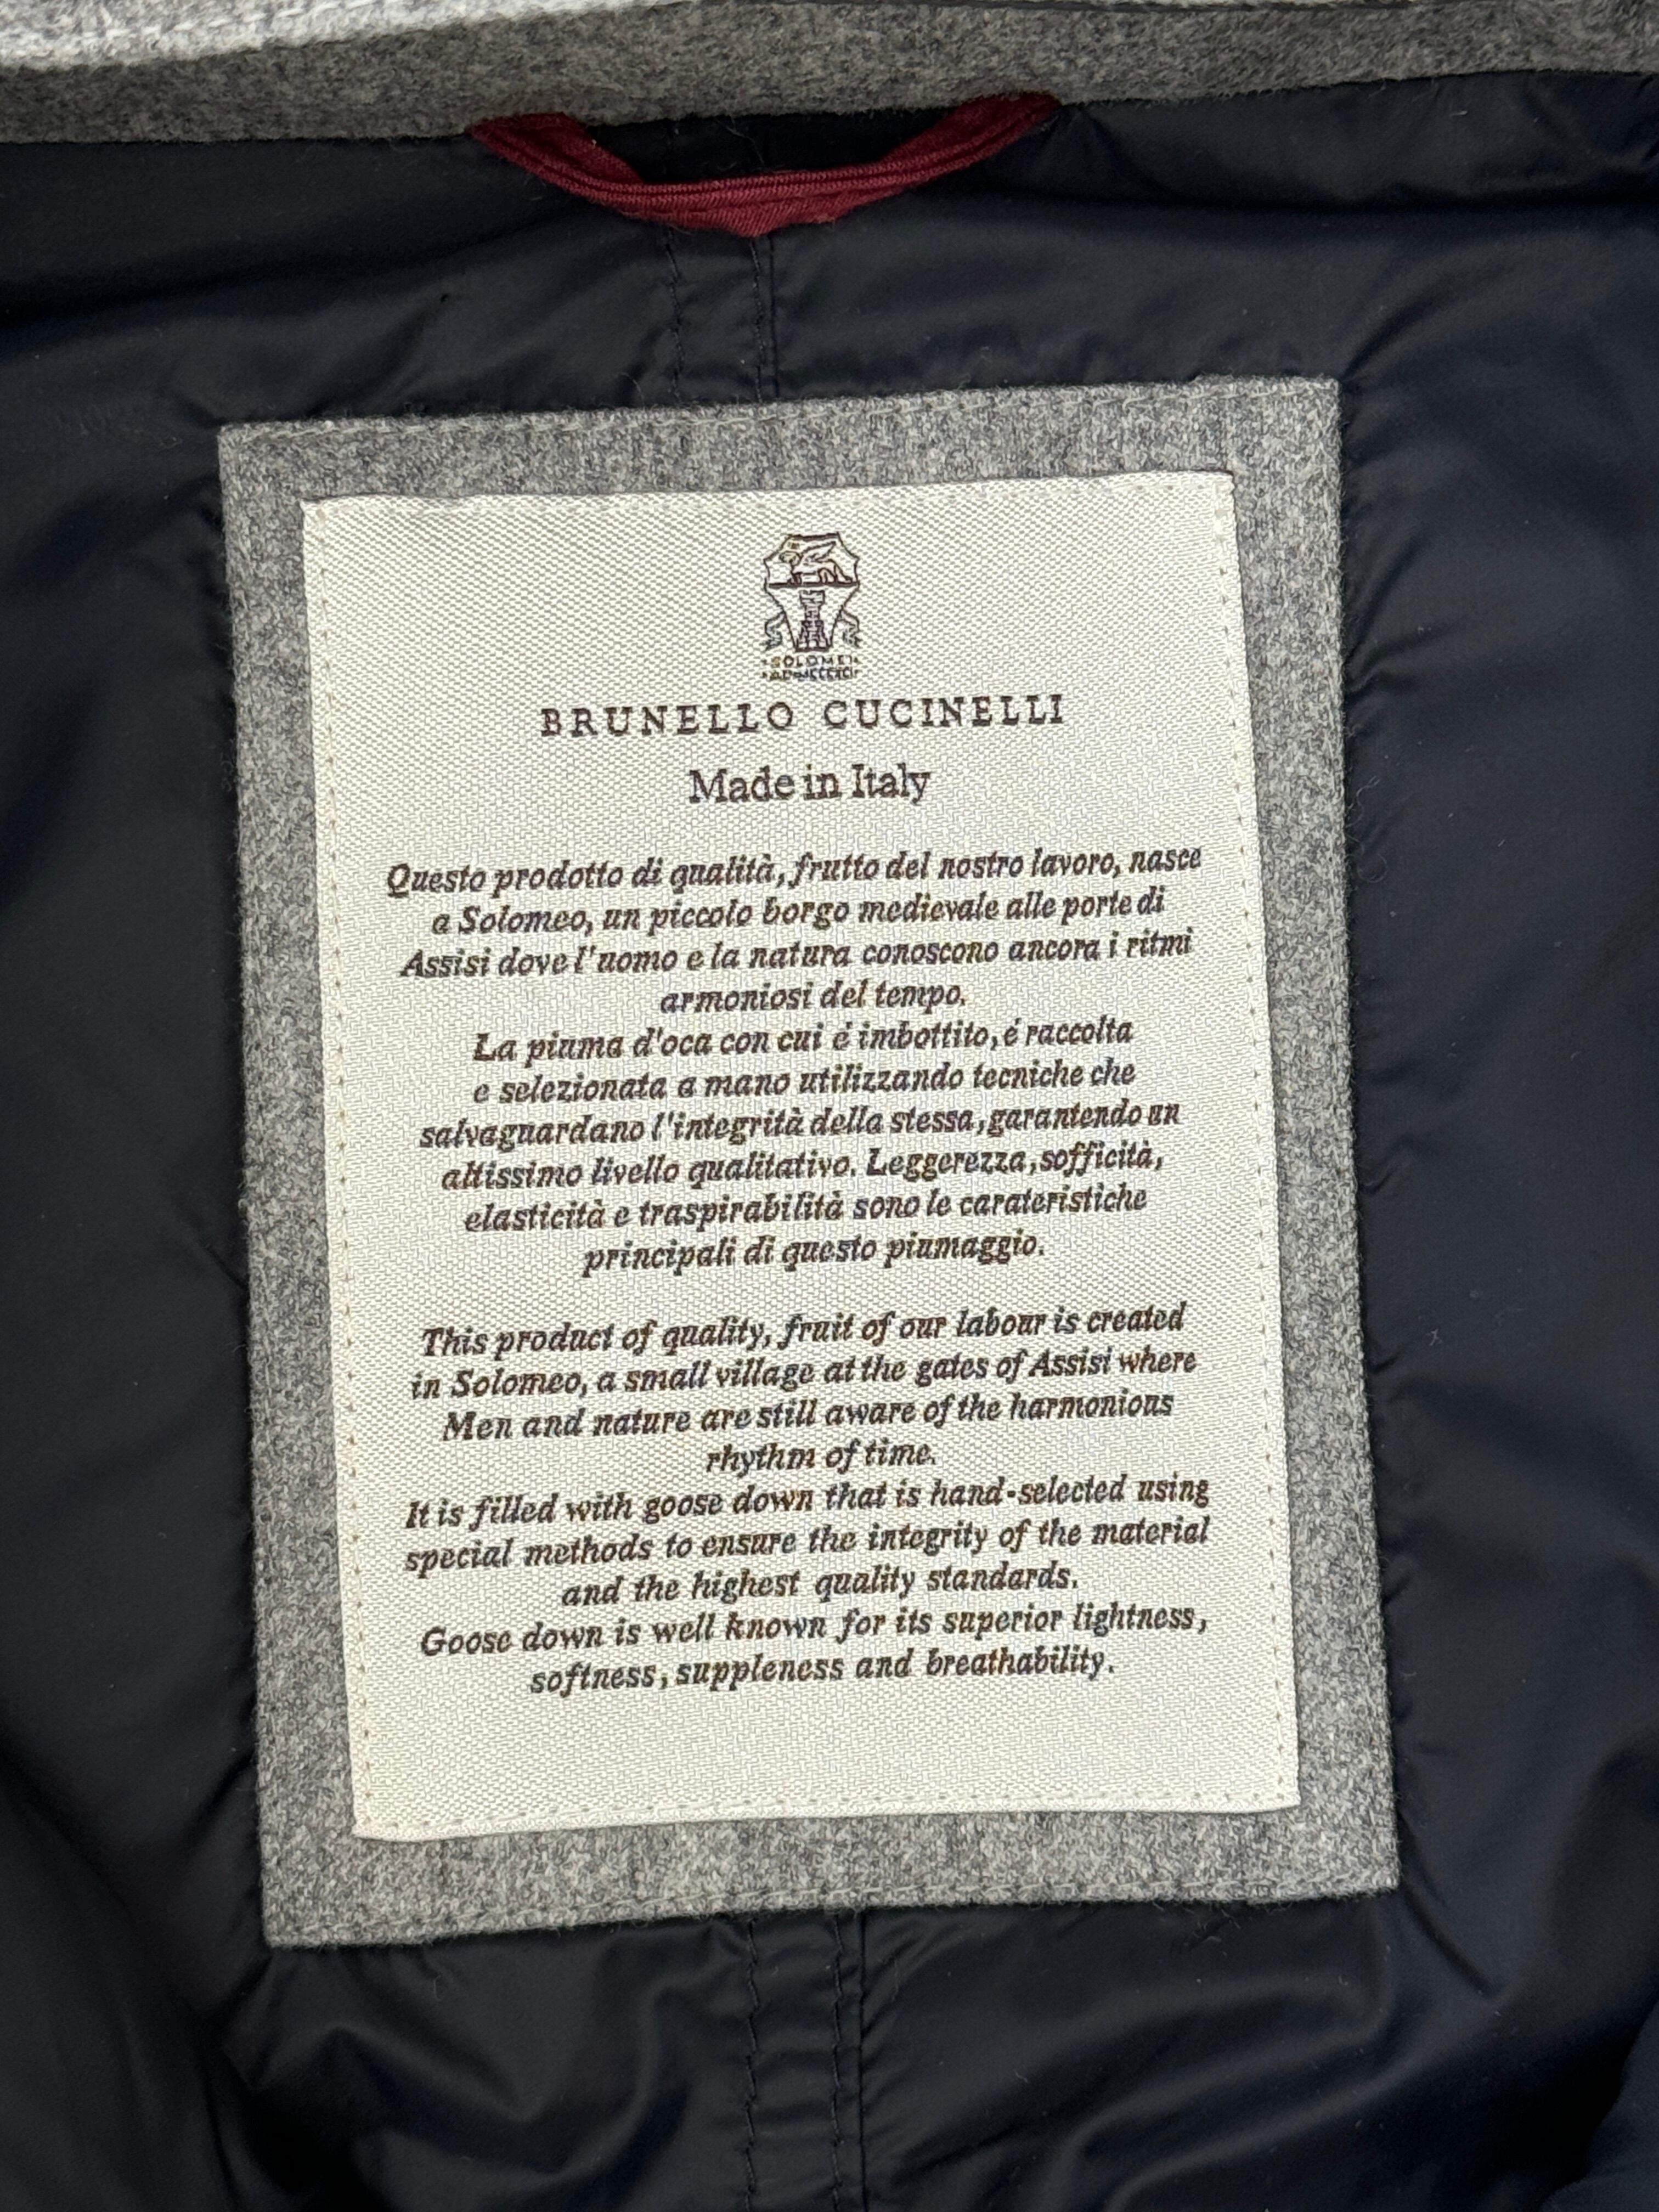 SOLOMEI
BRUNELLO CUCINELLI
Made in Italy
Questo prodotto di qualità, frutto del nostro lavoro, nasce
a Solomeo, un piccolo borgo medievale alle porte di
Assisi dove l'uomo e la natura conoscono ancora i ritmi
armoniosi del tempo.
La piuma d'oca con cui é imbottito, é raccolta
e selezionata a mano utilizzando tecniche che
salvaguardano l'integrità della stessa, garantendo un
altissimo livello qualitativo. Leggerezza, sofficità,
elasticità e traspirabilità sono le carateristiche
principali di questo piumaggio.
This product of quality, fruit of our labour is created
in Solomeo, a small village at the gates of Assisi where
Men and nature are still aware of the harmonious
rhythm of time.
It is filled with goose down that is hand-selected using
special methods to ensure the integrity of the material
and the highest quality standards.
Goose down is well known for its superior lightness,
softness, suppleness and breathability.